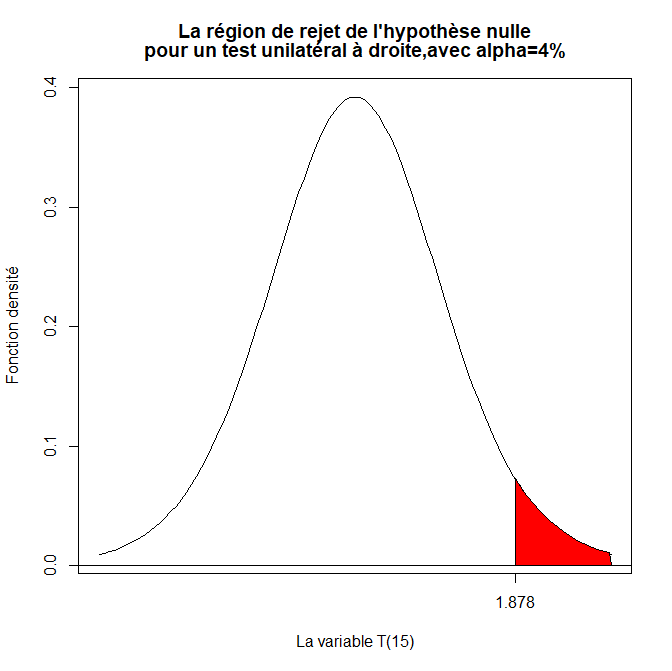 La région de rejet de l'hypothèse nulle
pour un test unilatéral à droite,avec alpha=4%
0.4
0.3
0.2
0.1
0.0
Fonction densité
1.878
La variable T(15)